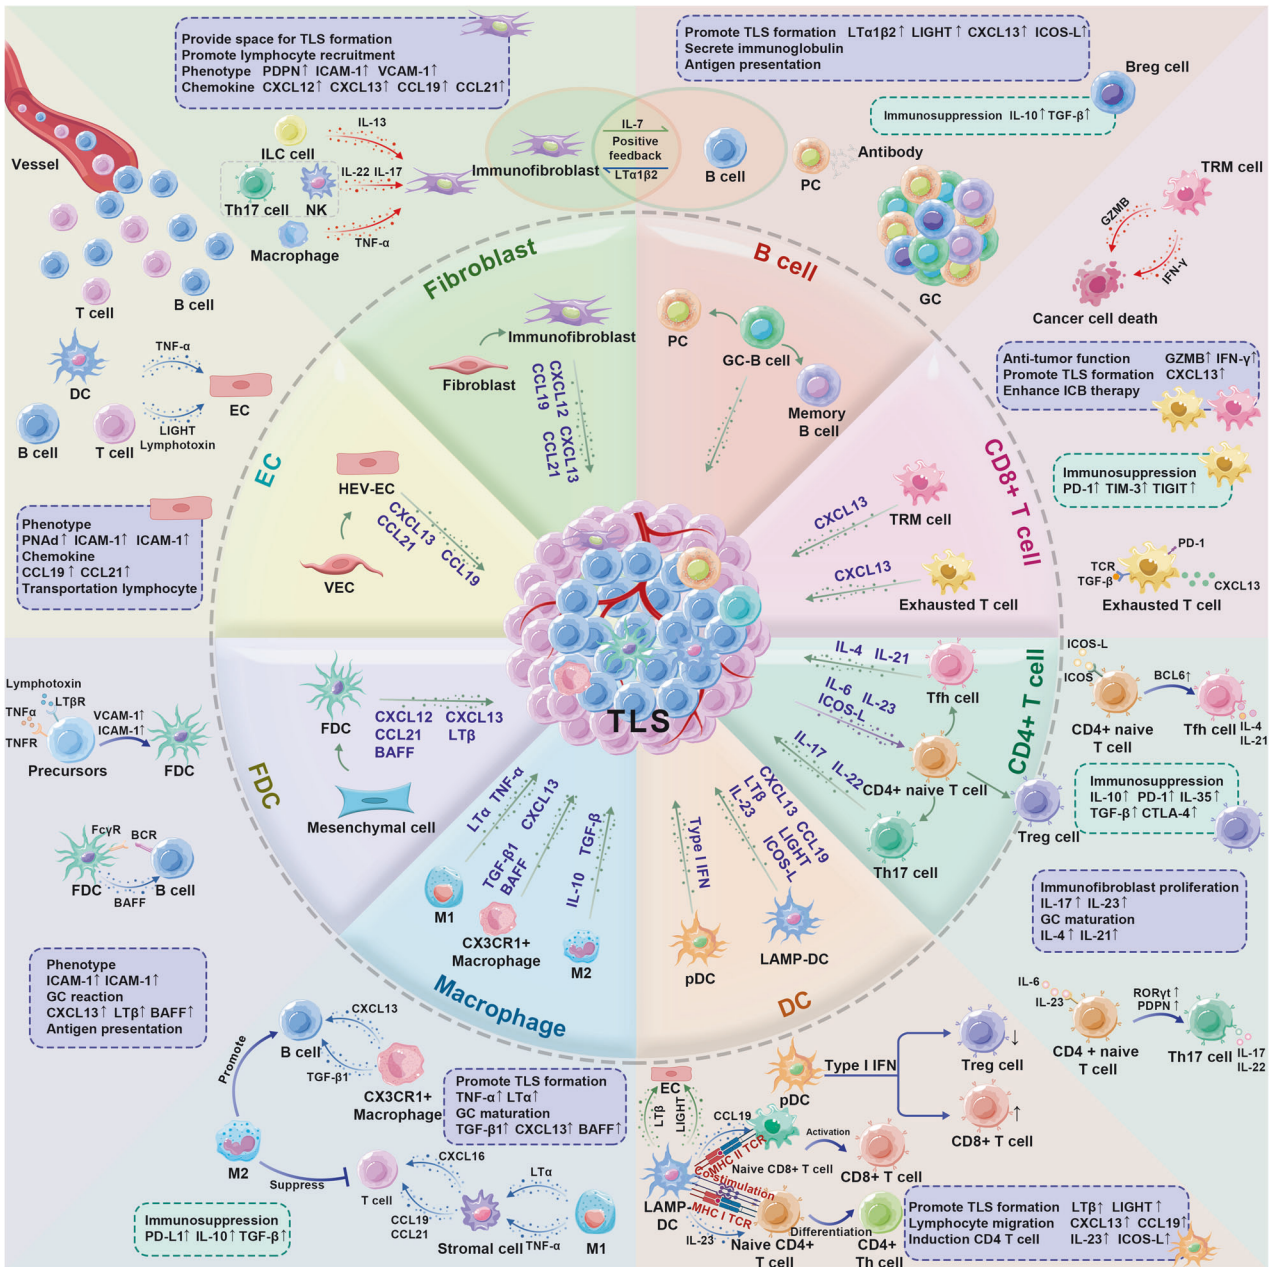 Provide space for TLS formation
Promote lymphocyte recruitment
Phenotype PDPN↑ ICAM-1↑ VCAM-1↑
Chemokine CXCL12↑ CXCL13↑ CCL19↑ CCL21↑
Promote TLS formation LTα1β2↑ LIGHT↑ CXCL13↑ ICOS-L↑
Secrete immunoglobulin
Antigen presentation
Breg cell
Immunosuppression IL-10↑ TGF-β↑
Vessel
IL-13
ILC cell
IL-22 IL-17
Th17 cell
NK
TNF-α
Macrophage
Immunofibroblast
IL-7
Positive
feedback
LTα1β2
B cell
Antibody
PC
GC
TRM cell
GZMB
IFN-γ
Cancer cell death
T cell
B cell
DC
TNF-α
EC
LIGHT
Lymphotoxin
B cell
T cell
Anti-tumor function GZMB↑ IFN-γ↑
Promote TLS formation CXCL13↑
Enhance ICB therapy
Immunosuppression
PD-1↑ TIM-3↑ TIGIT↑
PD-1
TCR
TGF-β
CXCL13
Exhausted T cell
Phenotype
PNAd↑ ICAM-1↑ ICAM-1↑
Chemokine
CCL19↑ CCL21↑
Transportation lymphocyte
Fibroblast
Immunofibroblast
Fibroblast
CXCL12 CXCL13
CCL19 CCL21
B cell
PC
GC-B cell
Memory
B cell
EC
HEV-EC
CXCL13 CCL19
CCL21
VEC
CD8+ T cell
CXCL13
TRM cell
CXCL13
Exhausted T cell
TLS
FDC
FDC
CXCL12 CXCL13
CCL21 LTβ
BAFF
Mesenchymal cell
CD4+ T cell
IL-4 IL-21
Tfh cell
IL-6 IL-23
ICOS-L
CD4+ naive T cell
IL-17 IL-22
Th17 cell
Treg cell
Macrophage
LTα TNF-α
M1
TGF-β1 CXCL13
BAFF
CX3CR1+
Macrophage
IL-10 TGF-β
M2
DC
Type I IFN
pDC
CXCL13 CCL19
LTβ LIGHT
IL-23 ICOS-L
LAMP-DC
Lymphotoxin
LTβR
TNFα
TNFR
VCAM-1↑
ICAM-1↑
Precursors
FDC
FcγR
BCR
FDC
B cell
BAFF
Phenotype
ICAM-1↑ ICAM-1↑
GC reaction
CXCL13↑ LTβ↑ BAFF↑
Antigen presentation
ICOS-L
ICOS
BCL6↑
CD4+ naive
T cell
Tfh cell
IL-4
IL-21
Immunosuppression
IL-10↑ PD-1↑ IL-35↑
TGF-β↑ CTLA-4↑
Immunofibroblast proliferation
IL-17↑ IL-23↑
GC maturation
IL-4↑ IL-21↑
IL-6
IL-23
RORγt↑
PDPN↑
CD4 + naive
T cell
Th17 cell
IL-17
IL-22
Promote
B cell
CXCL13
TGF-β1
CX3CR1+
Macrophage
M2
Suppress
T cell
CXCL16
CCL19
CCL21
Stromal cell
LTα
TNF-α
M1
Promote TLS formation
TNF-α↑ LTα↑
GC maturation
TGF-β1↑ CXCL13↑ BAFF↑
Immunosuppression
PD-L1↑ IL-10↑ TGF-β↑
EC
LTβ
LIGHT
CCL19
pDC
Type I IFN
Treg cell
↓
CD8+ T cell
↑
MHC II TCR
Naive CD8+ T cell
Activation
CD8+ T cell
Co-stimulation
LAMP-
DC
MHC I TCR
IL-23
Naive CD4+
T cell
Differentiation
CD4+
Th cell
Promote TLS formation LTβ↑ LIGHT↑
Lymphocyte migration CXCL13↑ CCL19↑
Induction CD4 T cell IL-23↑ ICOS-L↑